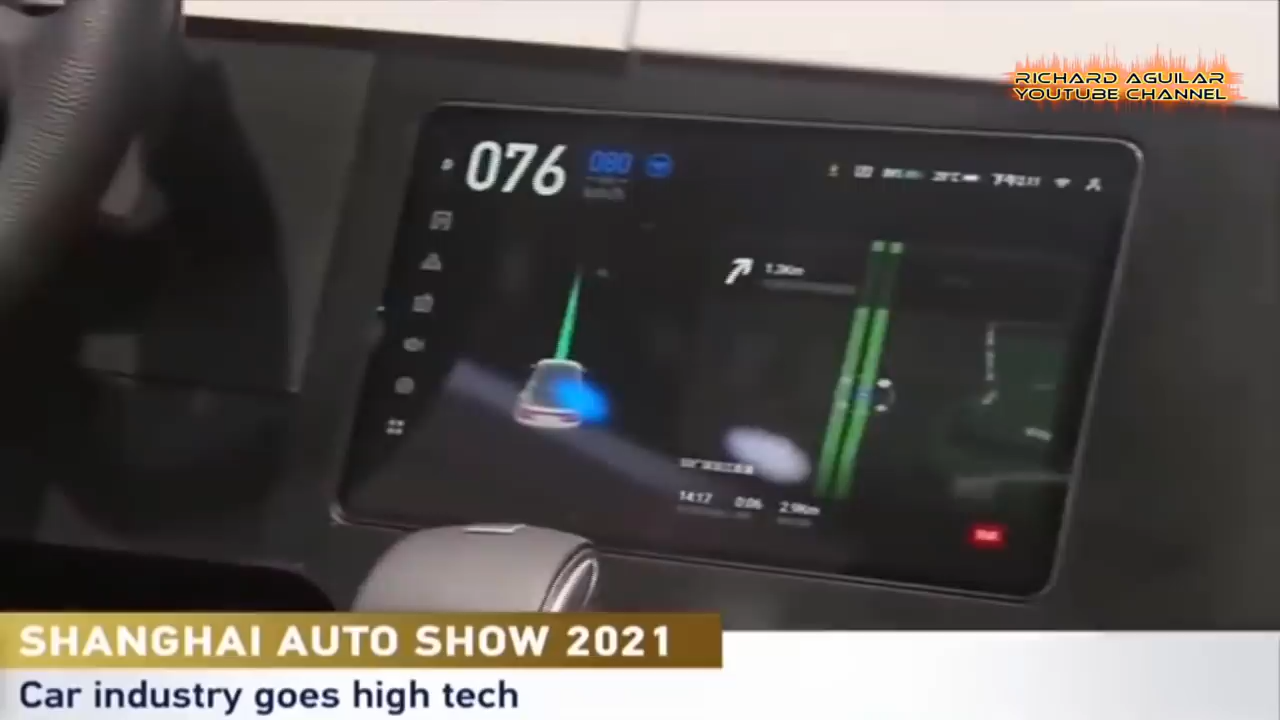 RICHARD AGUILAR
YOUTUBE CHANNEL
076
080
1.3Km
14:17 0:06 2.9Km
SHANGHAI AUTO SHOW 2021
Car industry goes high tech